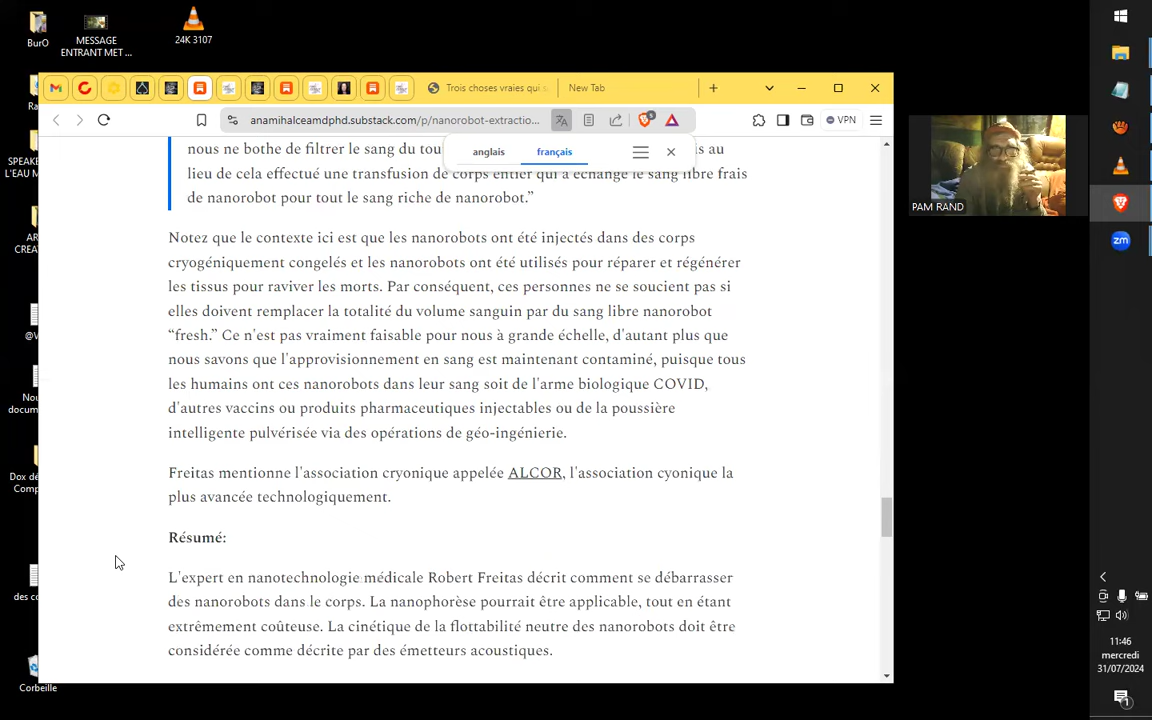 BurO
MESSAGE
ENTRANT MET ...
24K 3107
Trois choses vraies qui s
New Tab
anamihalceamdphd.substack.com/p/nanorobot-extractio...
VPN
anglais
français
nous ne bothe de filtrer le sang du tou
au
lieu de cela effectué une transfusion de corps entier qui a échangé le sang libre frais
de nanorobot pour tout le sang riche de nanorobot.”
Notez que le contexte ici est que les nanorobots ont été injectés dans des corps
cryogéniquement congelés et les nanorobots ont été utilisés pour réparer et régénérer
les tissus pour raviver les morts. Par conséquent, ces personnes ne se soucient pas si
elles doivent remplacer la totalité du volume sanguin par du sang libre nanorobot
“fresh.” Ce n'est pas vraiment faisable pour nous à grande échelle, d'autant plus que
nous savons que l'approvisionnement en sang est maintenant contaminé, puisque tous
les humains ont ces nanorobots dans leur sang soit de l'arme biologique COVID,
d'autres vaccins ou produits pharmaceutiques injectables ou de la poussière
intelligente pulvérisée via des opérations de géo-ingénierie.
Freitas mentionne l'association cryonique appelée ALCOR, l'association cyonique la
plus avancée technologiquement.
Résumé:
L'expert en nanotechnologie médicale Robert Freitas décrit comment se débarrasser
des nanorobots dans le corps. La nanophorèse pourrait être applicable, tout en étant
extrêmement coûteuse. La cinétique de la flottabilité neutre des nanorobots doit être
considérée comme décrite par des émetteurs acoustiques.
Ra
SPEAKE
L'EAU M
AR
CREAT
@V
Nou
docum
Dox de
Comp
des co
Corbeille
PAM RAND
zm
11:46
mercredi
31/07/2024
1